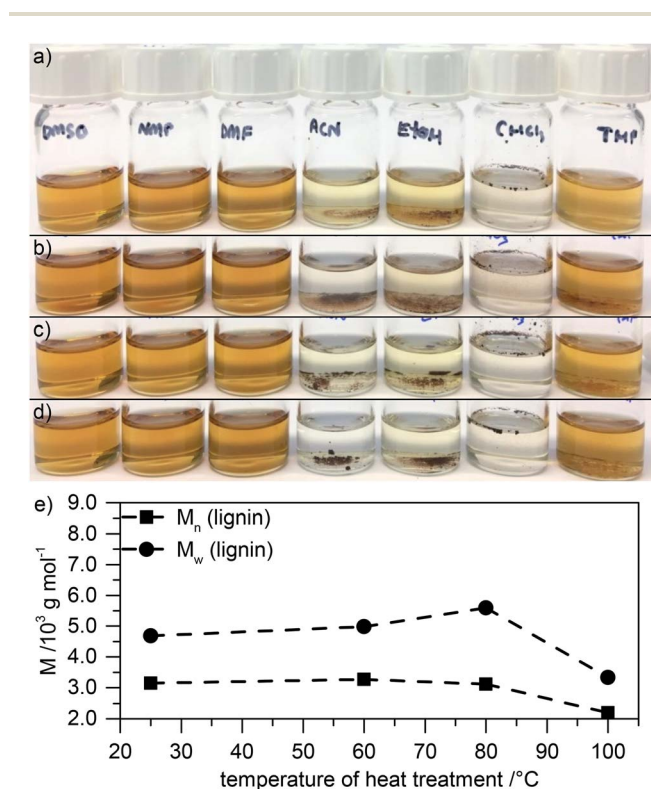 a)
DMSO NMP DMF ACN EtOH CHCl₃ THF
b)
c)
d)
e)
9.0
8.0
7.0
6.0
5.0
4.0
3.0
2.0
M /10³ g mol⁻¹
Mₙ (lignin)
M_w (lignin)
20 30 40 50 60 70 80 90 100
temperature of heat treatment /°C